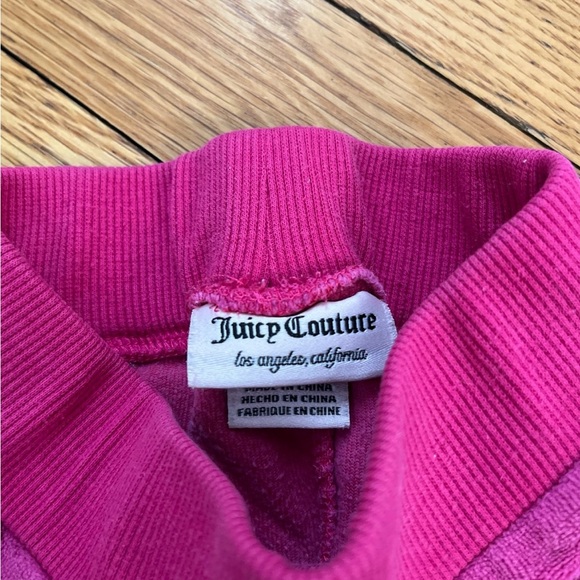 Juicy Couture
los angeles, california
MADE IN CHINA
HECHO EN CHINA
FABRIQUE EN CHINE